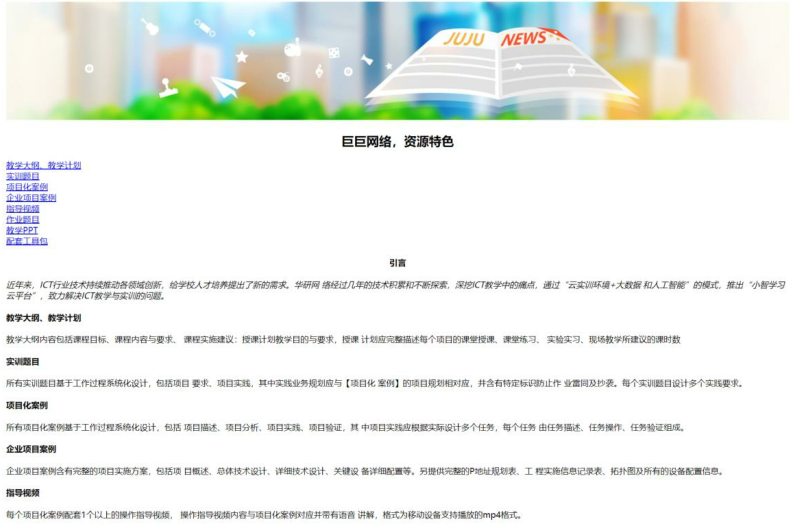 JUJU NEWS
巨巨网络，资源特色
教学大纲、教学计划
实训题目
项目化案例
企业项目案例
指导视频
作业题目
教学PPT
配套工具包
引言
近年来，ICT行业技术持续推动各领域创新，给学校人才培养提出了新的需求。华研网 络经过几年的技术积累和不断探索，深挖ICT教学中的痛点，通过“云实训环境+大数据 和人工智能”的模式，推出“小智学习
云平台”，致力解决ICT教学与实训的问题。
教学大纲、教学计划
教学大纲内容包括课程目标、课程内容与要求、 课程实施建议：授课计划教学目的与要求，授课 计划应完整描述每个项目的课堂授课、课堂练习、 实验实习、现场教学所建议的课时数
实训题目
所有实训题目基于工作过程系统化设计，包括项目 要求、项目实践，其中实践业务规划应与【项目化 案例】的项目规划相对应，并含有特定标识防止作 业雷同及抄袭。每个实训题目设计多个实践要求。
项目化案例
所有项目化案例基于工作过程系统化设计，包括 项目描述、项目分析、项目实践、项目验证，其 中项目实践应根据实际设计多个任务，每个任务 由任务描述、任务操作、任务验证组成。
企业项目案例
企业项目案例含有完整的项目实施方案，包括项 目概述、总体技术设计、详细技术设计、关键设 备详细配置等。另提供完整的P地址规划表、工 程实施信息记录表、拓扑图及所有的设备配置信息。
指导视频
每个项目化案例配套1个以上的操作指导视频， 操作指导视频内容与项目化案例对应并带有语音 讲解，格式为移动设备支持播放的mp4格式。